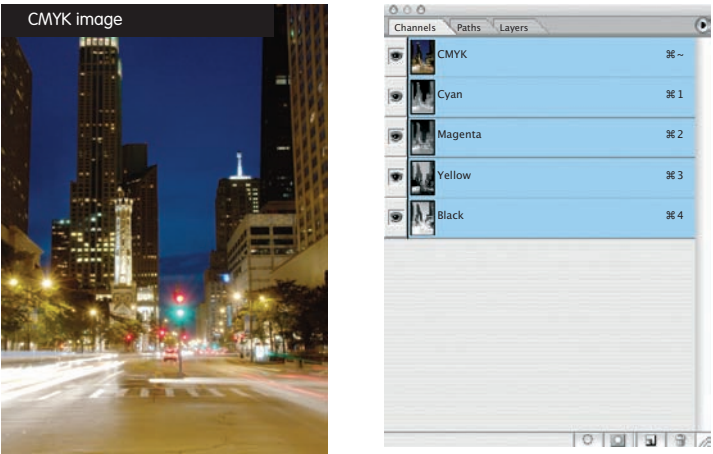 CMYK image
Channels Paths Layers
CMYK ⌘~
Cyan ⌘1
Magenta ⌘2
Yellow ⌘3
Black ⌘4